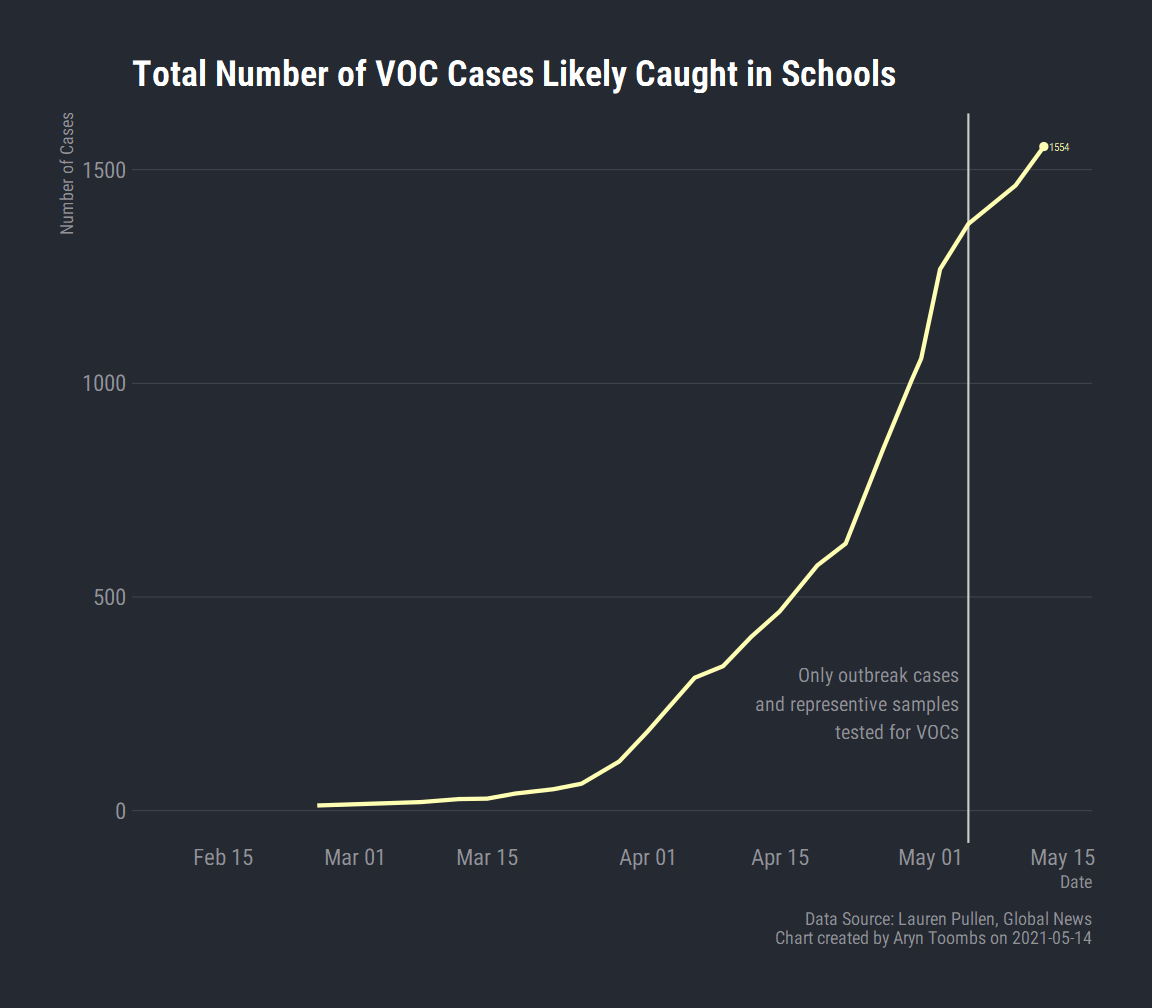 Total Number of VOC Cases Likely Caught in Schools
Number of Cases
1500
1000
500
0
1554
Only outbreak cases
and representive samples
tested for VOCs
Feb 15
Mar 01
Mar 15
Apr 01
Apr 15
May 01
May 15
Date
Data Source: Lauren Pullen, Global News
Chart created by Aryn Toombs on 2021-05-14